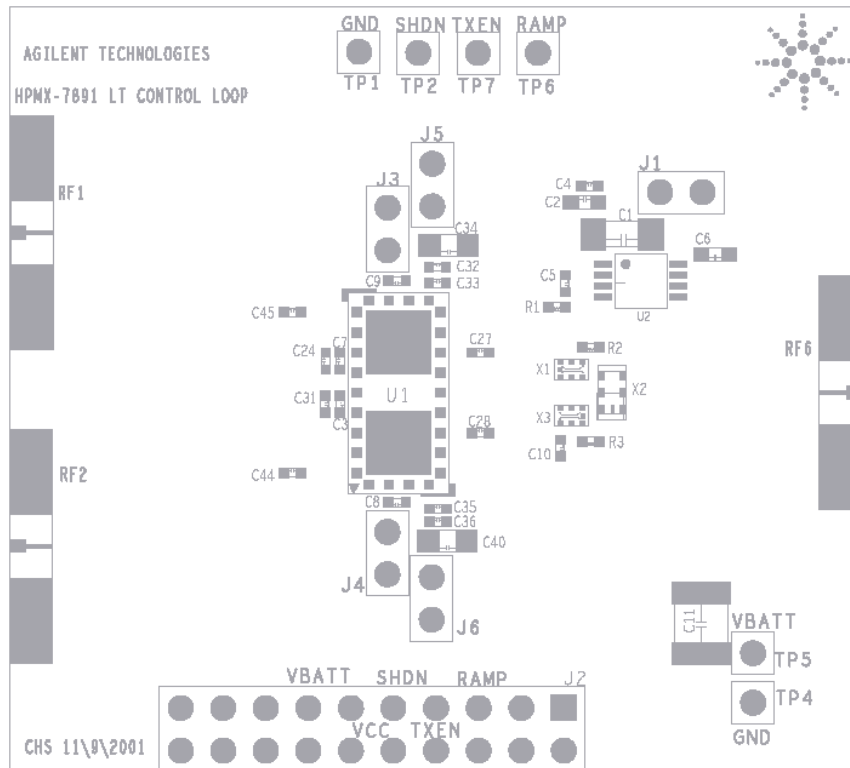 GND SHDN TXEN RAMP
AGILENT TECHNOLOGIES
TP1 TP2 TP7 TP6
HPMX-7891 LT CONTROL LOOP
J5
J1
J3
C4
RF1
C2
C34
C1
C6
C32
C9
C33
C5
C45
R1
U2
C24 C7
C27
R2
RF6
X1
U1
X2
C31
C3
C28
X3
C10
R3
RF2
C44
C8
C35
C36
C40
J4
C11
J6
VBATT
TP5
VBATT SHDN RAMP J2
TP4
VCC TXEN
GND
CHS 11\9\2001